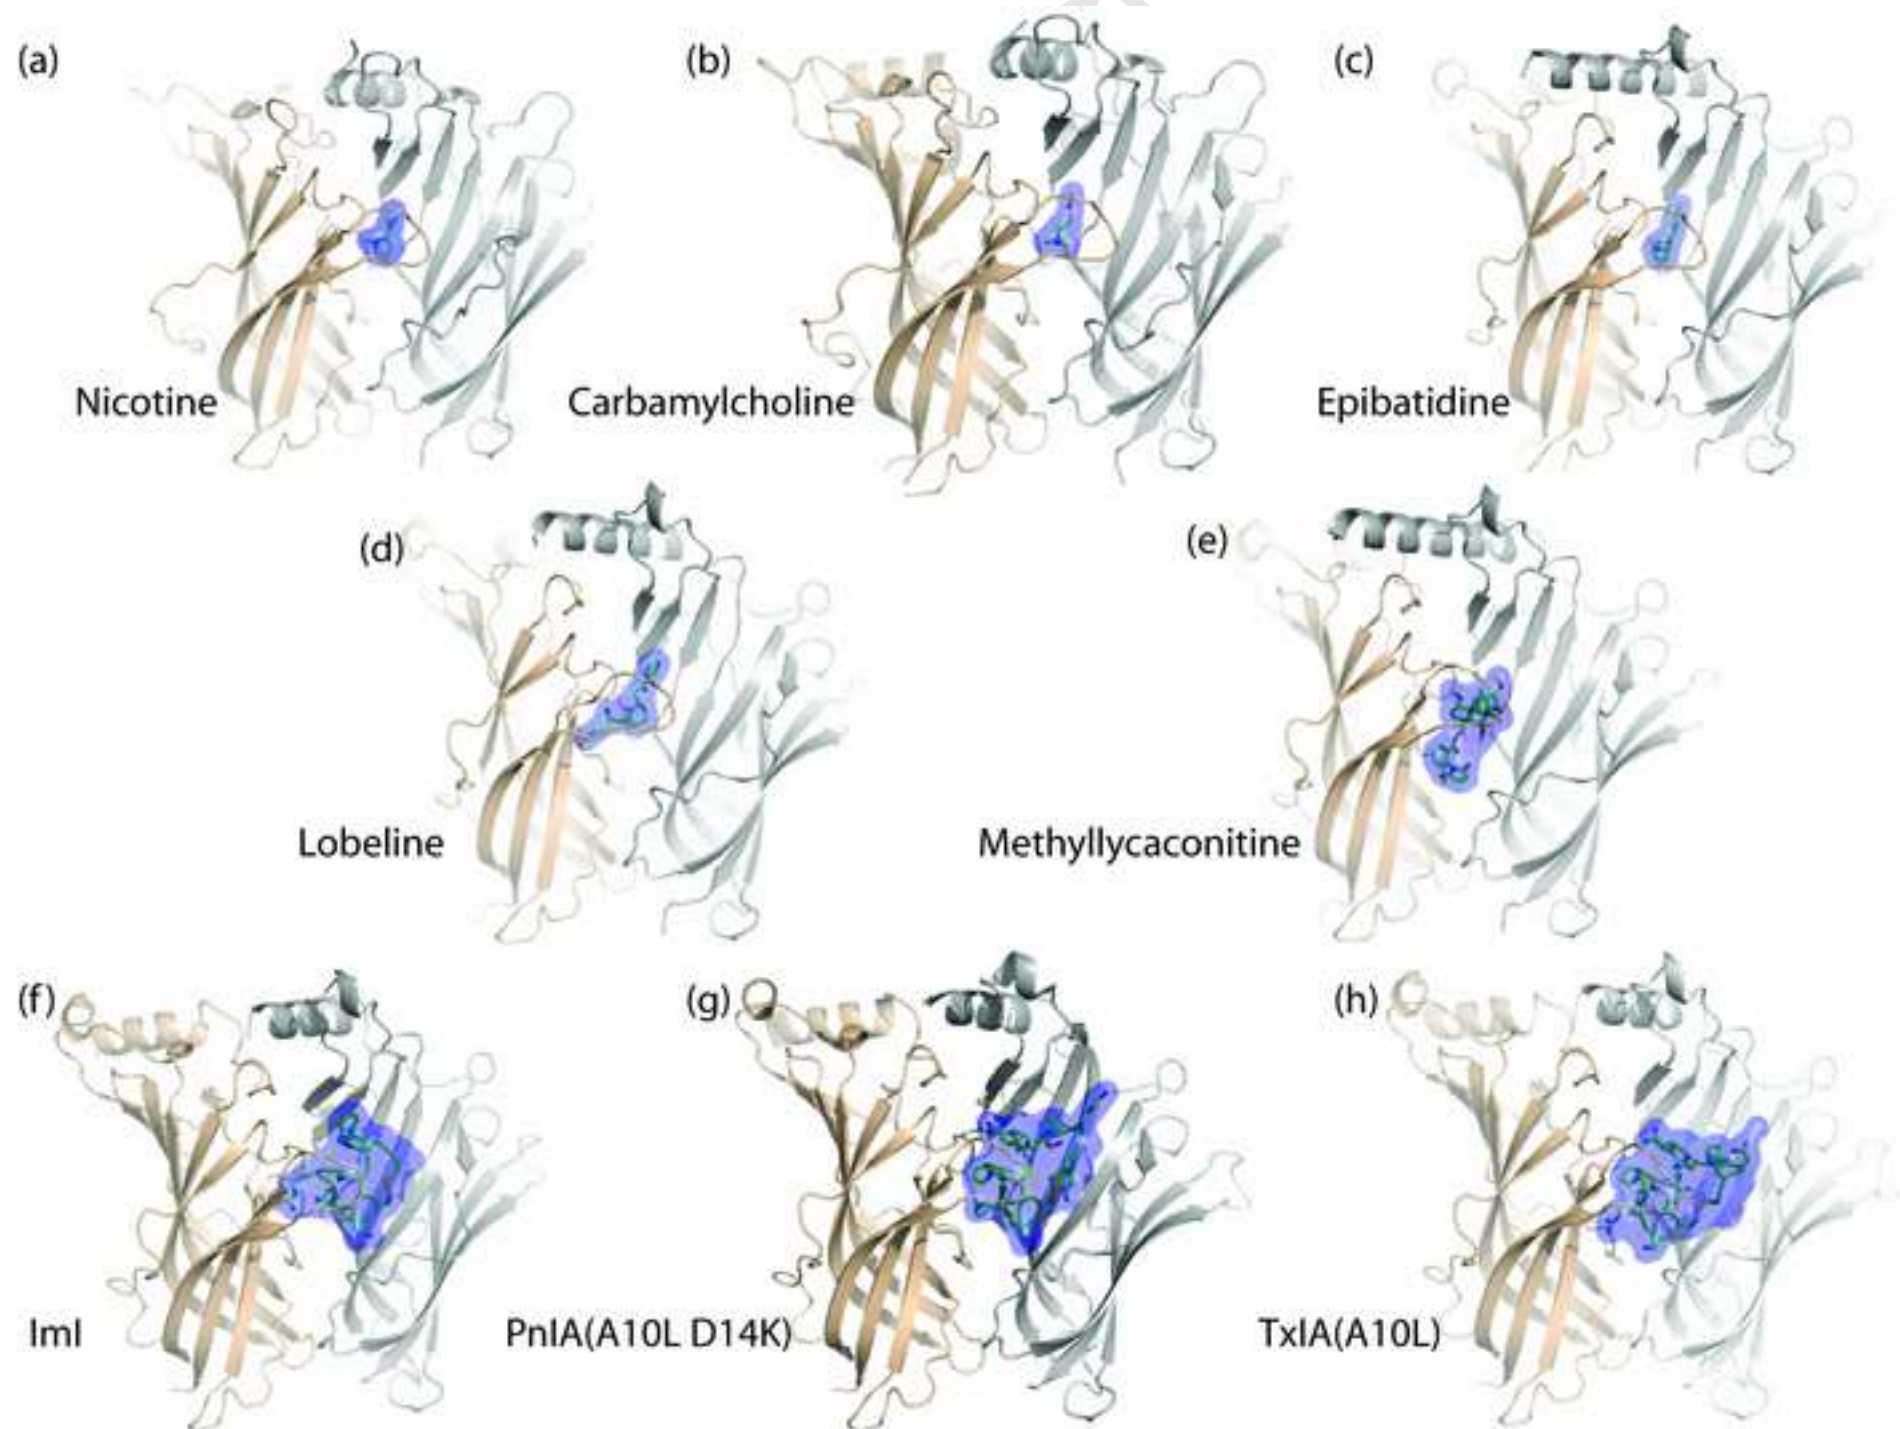 (a)
(b)
(c)
Nicotine
Carbamylcholine
Epibatidine
(d)
(e)
Lobeline
Methyllycaconitine
(f)
(g)
(h)
ImI
PnIA(A10L D14K)
TxIA(A10L)